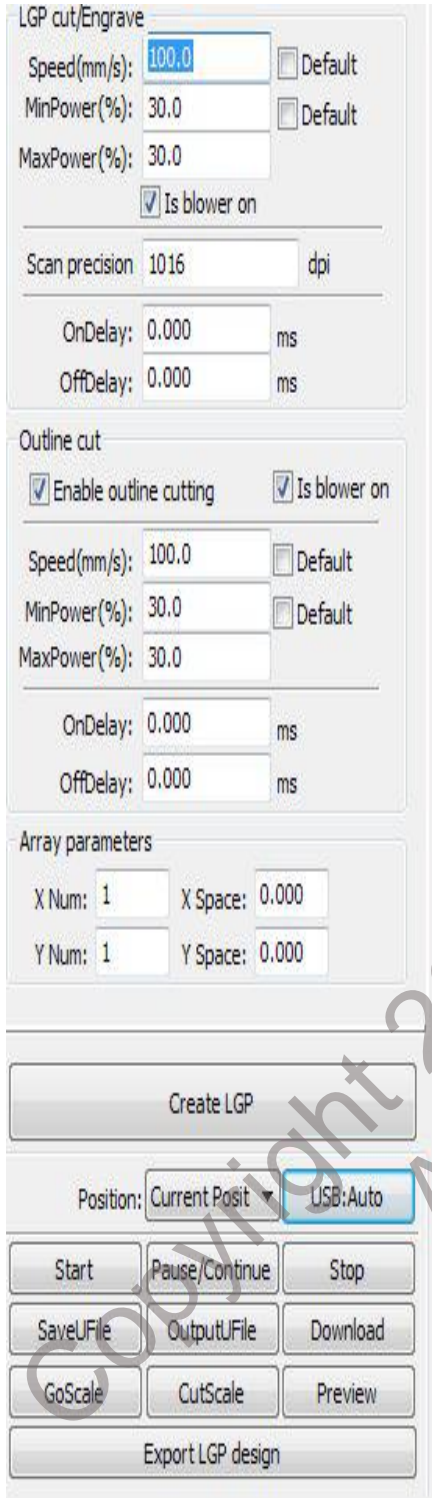 LGP cut/Engrave
Speed(mm/s): 100.0 Default
MinPower(%): 30.0 Default
MaxPower(%): 30.0
Is blower on
Scan precision 1016 dpi
OnDelay: 0.000 ms
OffDelay: 0.000 ms
Outline cut
Enable outline cutting Is blower on
Speed(mm/s): 100.0 Default
MinPower(%): 30.0 Default
MaxPower(%): 30.0
OnDelay: 0.000 ms
OffDelay: 0.000 ms
Array parameters
X Num: 1 X Space: 0.000
Y Num: 1 Y Space: 0.000
Create LGP
Position: Current Posit USB:Auto
Start Pause/Continue Stop
SaveUFile OutputUFile Download
GoScale CutScale Preview
Export LGP design
Copyright